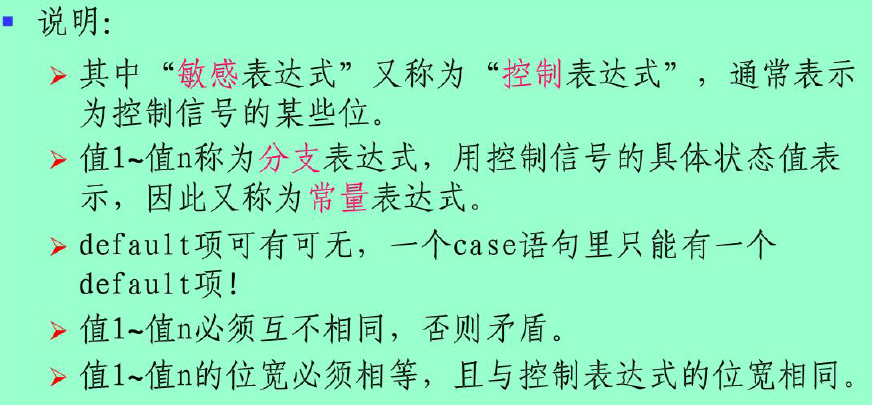 说明:
其中“敏感表达式”又称为“控制表达式”,通常表示
为控制信号的某些位。
值1~值n称为分支表达式,用控制信号的具体状态值表
示,因此又称为常量表达式。
default项可有可无,一个case语句里只能有一个
default项!
值1~值n必须互不相同,否则矛盾。
值1~值n的位宽必须相等,且与控制表达式的位宽相同。